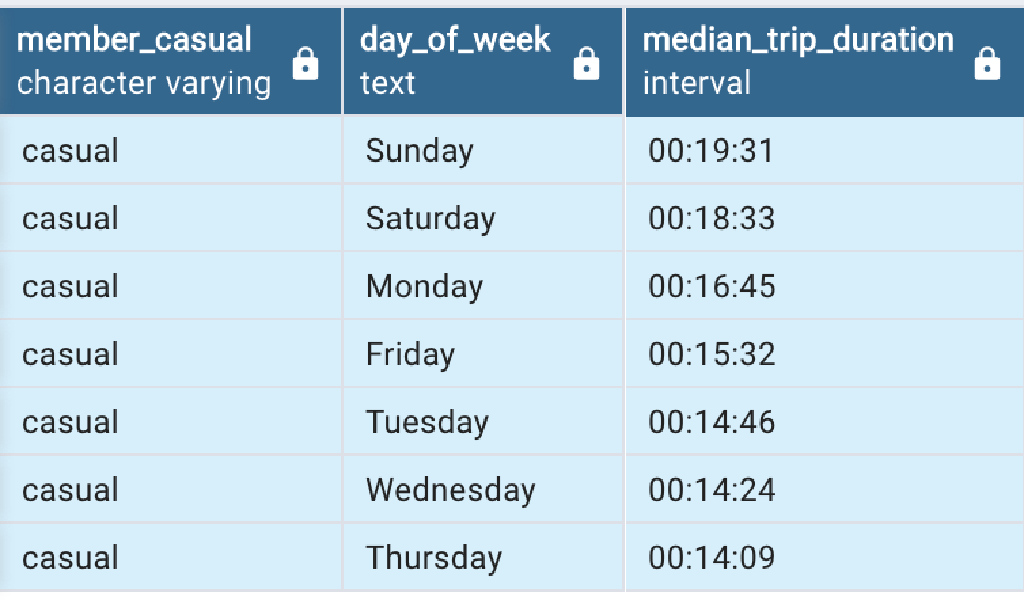 member_casual day_of_week median_trip_duration
character varying text interval
casual Sunday 00:19:31
casual Saturday 00:18:33
casual Monday 00:16:45
casual Friday 00:15:32
casual Tuesday 00:14:46
casual Wednesday 00:14:24
casual Thursday 00:14:09